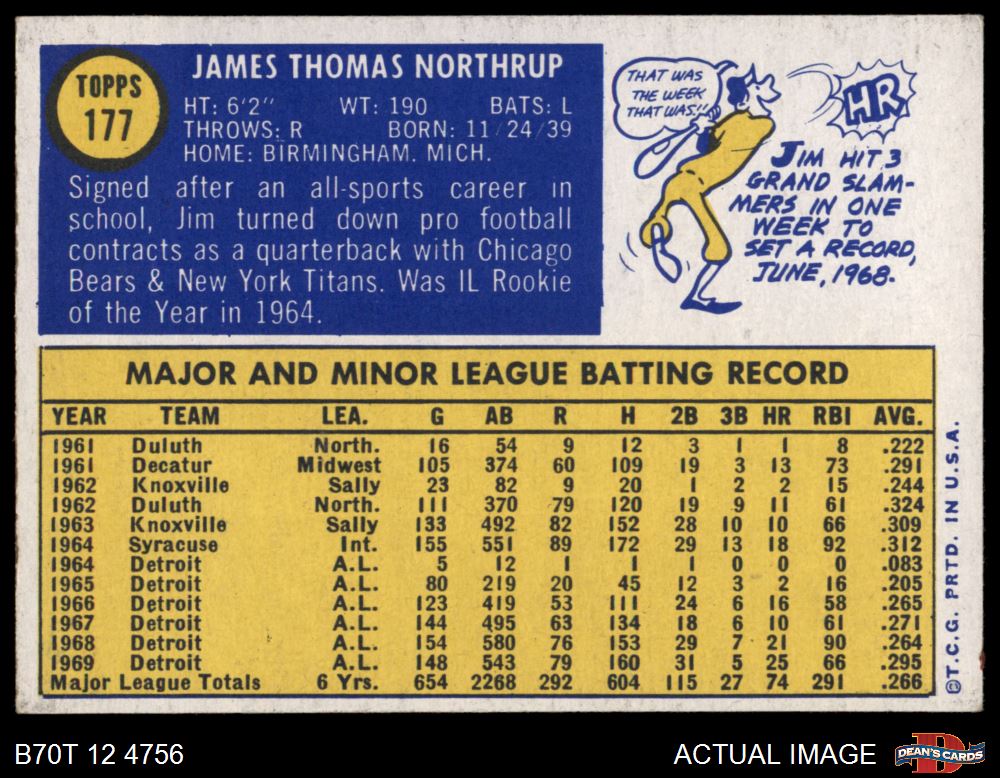 TOPPS
177
JAMES THOMAS NORTHRUP
HT: 6'2" WT: 190 BATS: L
THROWS: R BORN: 11/24/39
HOME: BIRMINGHAM. MICH.
Signed after an all-sports career in
school, Jim turned down pro football
contracts as a quarterback with Chicago
Bears & New York Titans. Was IL Rookie
of the Year in 1964.
THAT WAS
THE WEEK
THAT WAS!!
HR
JIM HIT 3
GRAND SLAM-
MERS IN ONE
WEEK TO
SET A RECORD,
JUNE, 1968.
MAJOR AND MINOR LEAGUE BATTING RECORD
YEAR TEAM LEA. G AB R H 2B 3B HR RBI AVG.
1961 Duluth North. 16 54 9 12 3 1 1 8 .222
1961 Decatur Midwest 105 374 60 109 19 3 13 73 .291
1962 Knoxville Sally 23 82 9 20 1 2 2 15 .244
1962 Duluth North. 111 370 79 120 19 9 11 61 .324
1963 Knoxville Sally 133 492 82 152 28 10 10 66 .309
1964 Syracuse Int. 155 551 89 172 29 13 18 92 .312
1964 Detroit A.L. 5 12 1 1 1 0 0 0 .083
1965 Detroit A.L. 80 219 20 45 12 3 2 16 .205
1966 Detroit A.L. 123 419 53 111 24 6 16 58 .265
1967 Detroit A.L. 144 495 63 134 18 6 10 61 .271
1968 Detroit A.L. 154 580 76 153 29 7 21 90 .264
1969 Detroit A.L. 148 543 79 160 31 5 25 66 .295
Major League Totals 6 Yrs. 654 2268 292 604 115 27 74 291 .266
©T.C.G. PRTD. IN U.S.A.
B70T 12 4756
ACTUAL IMAGE
D
DEAN'S CARDS